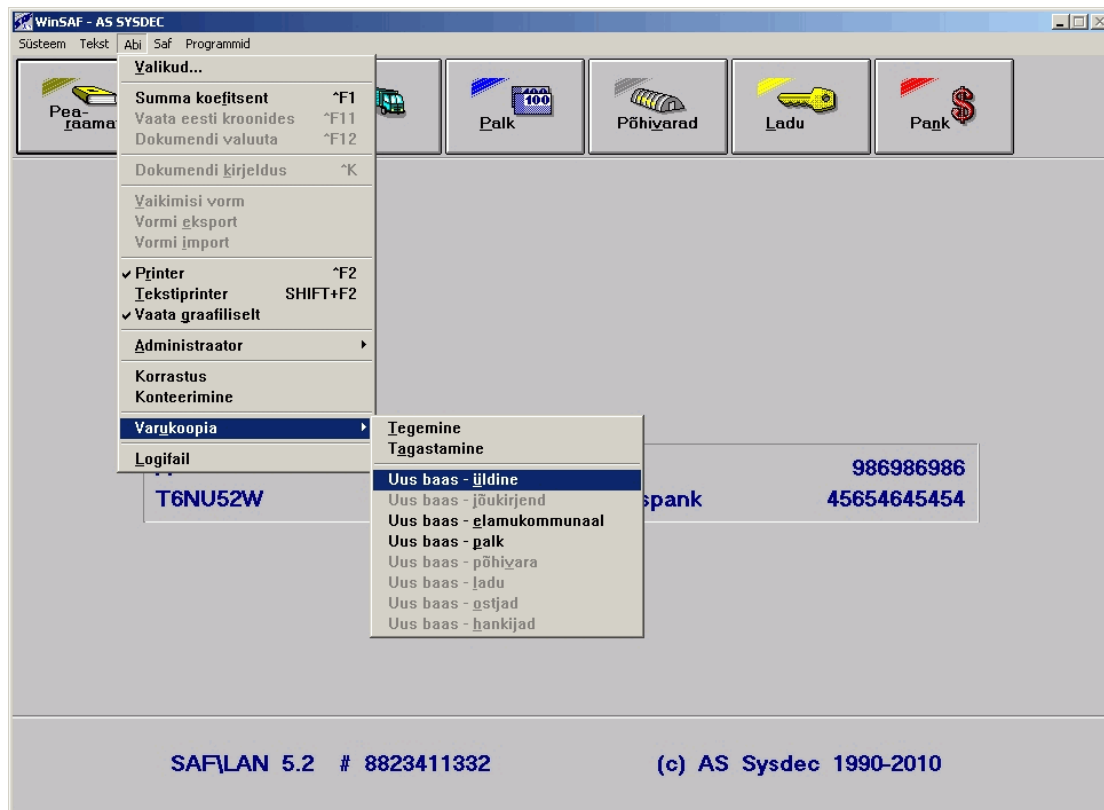 WinSAF - AS SYSDEC
Süsteem Tekst Abi Saf Programmid
Pea-
raama
Palk
100
Põhivarad
Ladu
Pank
$
Valikud...
Summa koefitsent ^F1
Vaata eesti kroonides ^F11
Dokumendi valuuta ^F12
Dokumendi kirjeldus ^K
Vaikimisi vorm
Vormi eksport
Vormi import
Printer ^F2
Tekstiprinter SHIFT+F2
Vaata graafiliselt
Administraator
Korrastus
Konteerimine
Varukoopia
Logifail
Tegemine
Tagastamine
Uus baas - üldine
Uus baas - jõukirjend
Uus baas - elamukommunaal
Uus baas - palk
Uus baas - põhivara
Uus baas - ladu
Uus baas - ostjad
Uus baas - hankijad
986986986
T6NU52W spank 45654645454
SAF\LAN 5.2 # 8823411332 (c) AS Sysdec 1990-2010